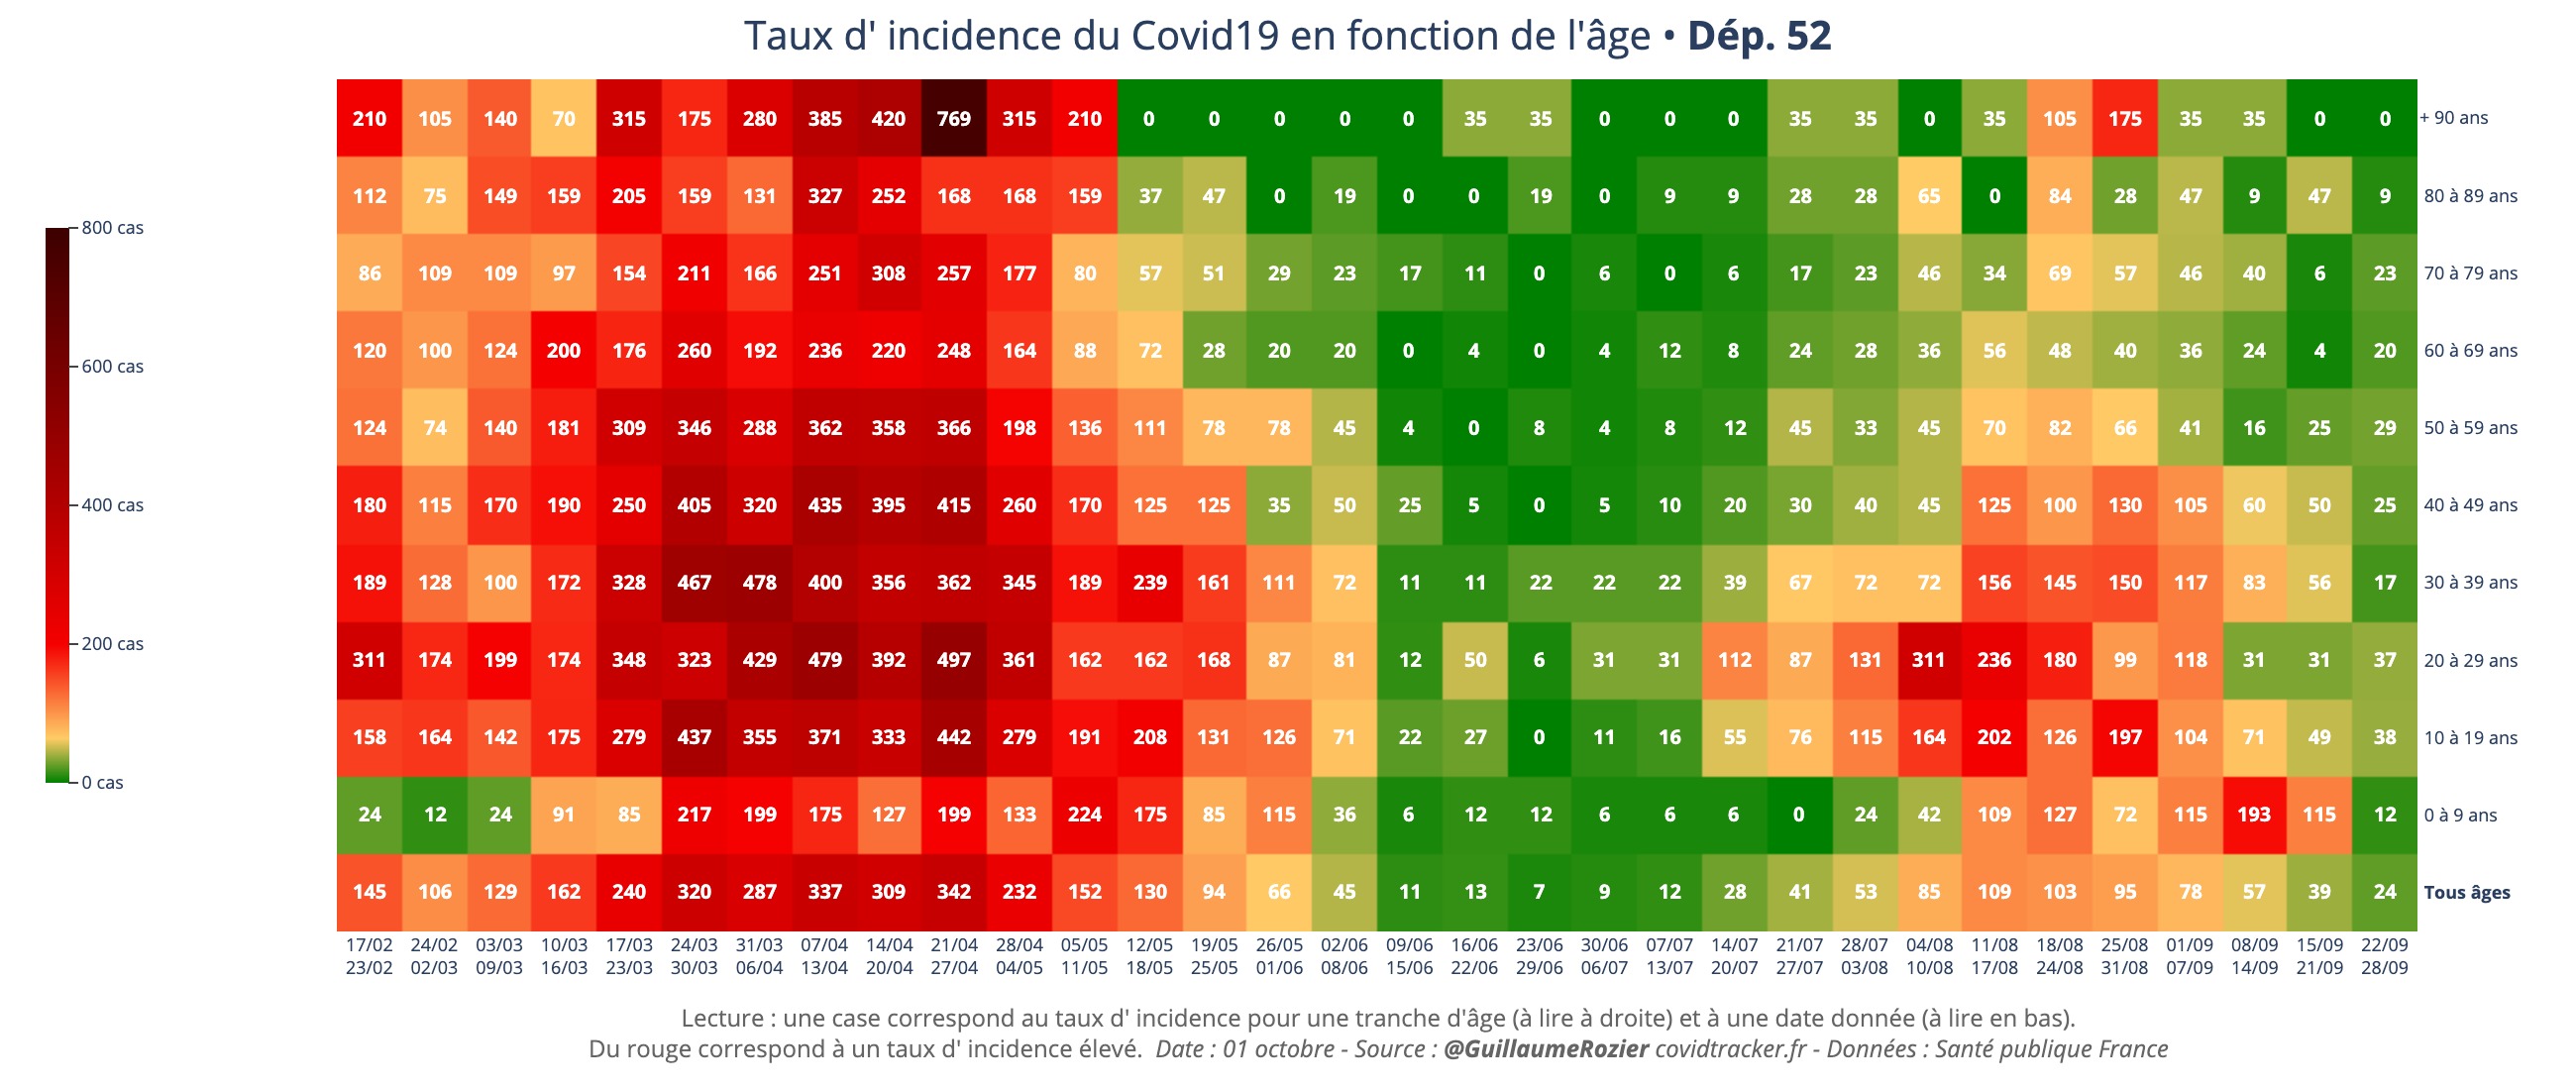 Taux d' incidence du Covid19 en fonction de l'âge • Dép. 52
800 cas
600 cas
400 cas
200 cas
0 cas
210 105 140 70 315 175 280 385 420 769 315 210 0 0 0 0 0 35 35 0 0 0 35 35 0 35 105 175 35 35 0 0 + 90 ans
112 75 149 159 205 159 131 327 252 168 168 159 37 47 0 19 0 0 19 0 9 9 28 28 65 0 84 28 47 9 47 9 80 à 89 ans
86 109 109 97 154 211 166 251 308 257 177 80 57 51 29 23 17 11 0 6 0 6 17 23 46 34 69 57 46 40 6 23 70 à 79 ans
120 100 124 200 176 260 192 236 220 248 164 88 72 28 20 20 0 4 0 4 12 8 24 28 36 56 48 40 36 24 4 20 60 à 69 ans
124 74 140 181 309 346 288 362 358 366 198 136 111 78 78 45 4 0 8 4 8 12 45 33 45 70 82 66 41 16 25 29 50 à 59 ans
180 115 170 190 250 405 320 435 395 415 260 170 125 125 35 50 25 5 0 5 10 20 30 40 45 125 100 130 105 60 50 25 40 à 49 ans
189 128 100 172 328 467 478 400 356 362 345 189 239 161 111 72 11 11 22 22 22 39 67 72 72 156 145 150 117 83 56 17 30 à 39 ans
311 174 199 174 348 323 429 479 392 497 361 162 162 168 87 81 12 50 6 31 31 112 87 131 311 236 180 99 118 31 31 37 20 à 29 ans
158 164 142 175 279 437 355 371 333 442 279 191 208 131 126 71 22 27 0 11 16 55 76 115 164 202 126 197 104 71 49 38 10 à 19 ans
24 12 24 91 85 217 199 175 127 199 133 224 175 85 115 36 6 12 12 6 6 6 0 24 42 109 127 72 115 193 115 12 0 à 9 ans
145 106 129 162 240 320 287 337 309 342 232 152 130 94 66 45 11 13 7 9 12 28 41 53 85 109 103 95 78 57 39 24 Tous âges
17/02 24/02 03/03 10/03 17/03 24/03 31/03 07/04 14/04 21/04 28/04 05/05 12/05 19/05 26/05 02/06 09/06 16/06 23/06 30/06 07/07 14/07 21/07 28/07 04/08 11/08 18/08 25/08 01/09 08/09 15/09 22/09
23/02 02/03 09/03 16/03 23/03 30/03 06/04 13/04 20/04 27/04 04/05 11/05 18/05 25/05 01/06 08/06 15/06 22/06 29/06 06/07 13/07 20/07 27/07 03/08 10/08 17/08 24/08 31/08 07/09 14/09 21/09 28/09
Lecture : une case correspond au taux d' incidence pour une tranche d'âge (à lire à droite) et à une date donnée (à lire en bas).
Du rouge correspond à un taux d' incidence élevé. Date : 01 octobre - Source : @GuillaumeRozier covidtracker.fr - Données : Santé publique France